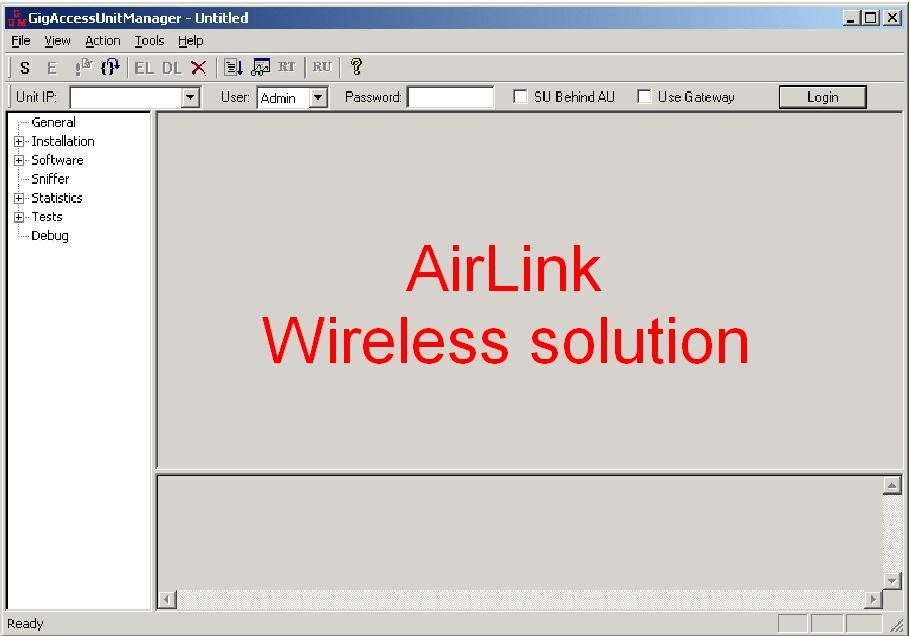 GUM GigAccessUnitManager - Untitled
File View Action Tools Help
S E EL DL RT RU ?
Unit IP: User: Admin Password: SU Behind AU Use Gateway Login
General
Installation
Software
Sniffer
Statistics
Tests
Debug
AirLink
Wireless solution
Ready